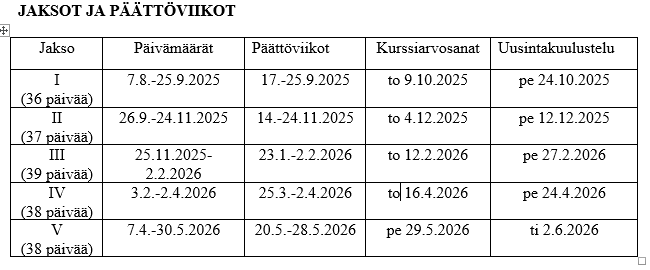 JAKSOT JA PÄÄTTÖVIIKOT
Jakso Päivämäärät Päättöviikot Kurssiarvosanat Uusintakuulustelu
I 7.8.-25.9.2025 17.-25.9.2025 to 9.10.2025 pe 24.10.2025
(36 päivää)
II 26.9.-24.11.2025 14.-24.11.2025 to 4.12.2025 pe 12.12.2025
(37 päivää)
III 25.11.2025- 23.1.-2.2.2026 to 12.2.2026 pe 27.2.2026
(39 päivää) 2.2.2026
IV 3.2.-2.4.2026 25.3.-2.4.2026 to 16.4.2026 pe 24.4.2026
(38 päivää)
V 7.4.-30.5.2026 20.5.-28.5.2026 pe 29.5.2026 ti 2.6.2026
(38 päivää)